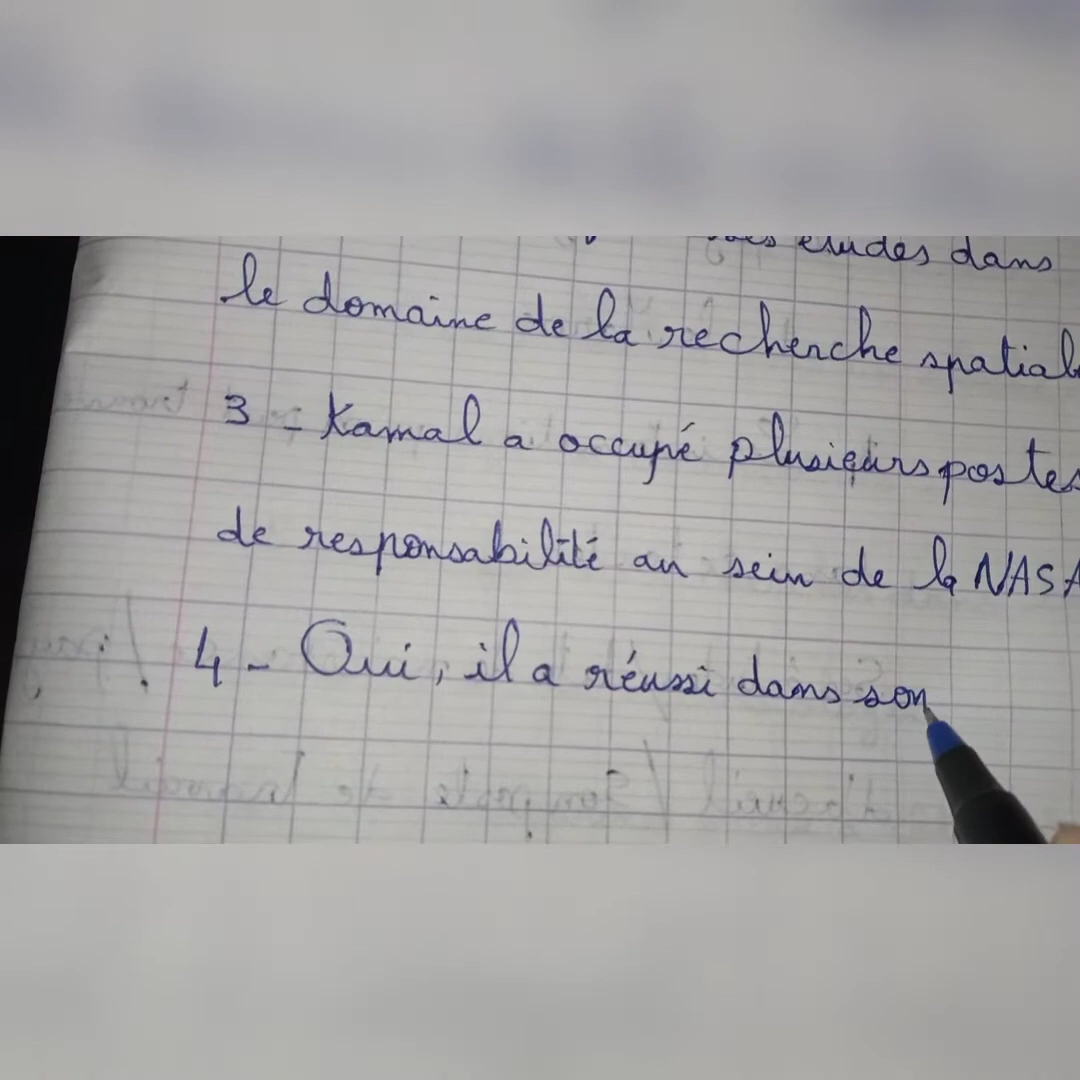 études dans
le domaine de la recherche spatial
3 - Kamal a occupé plusieurs postes
de responsabilité au sein de la NASA
4 - Oui, il a réussi dans son